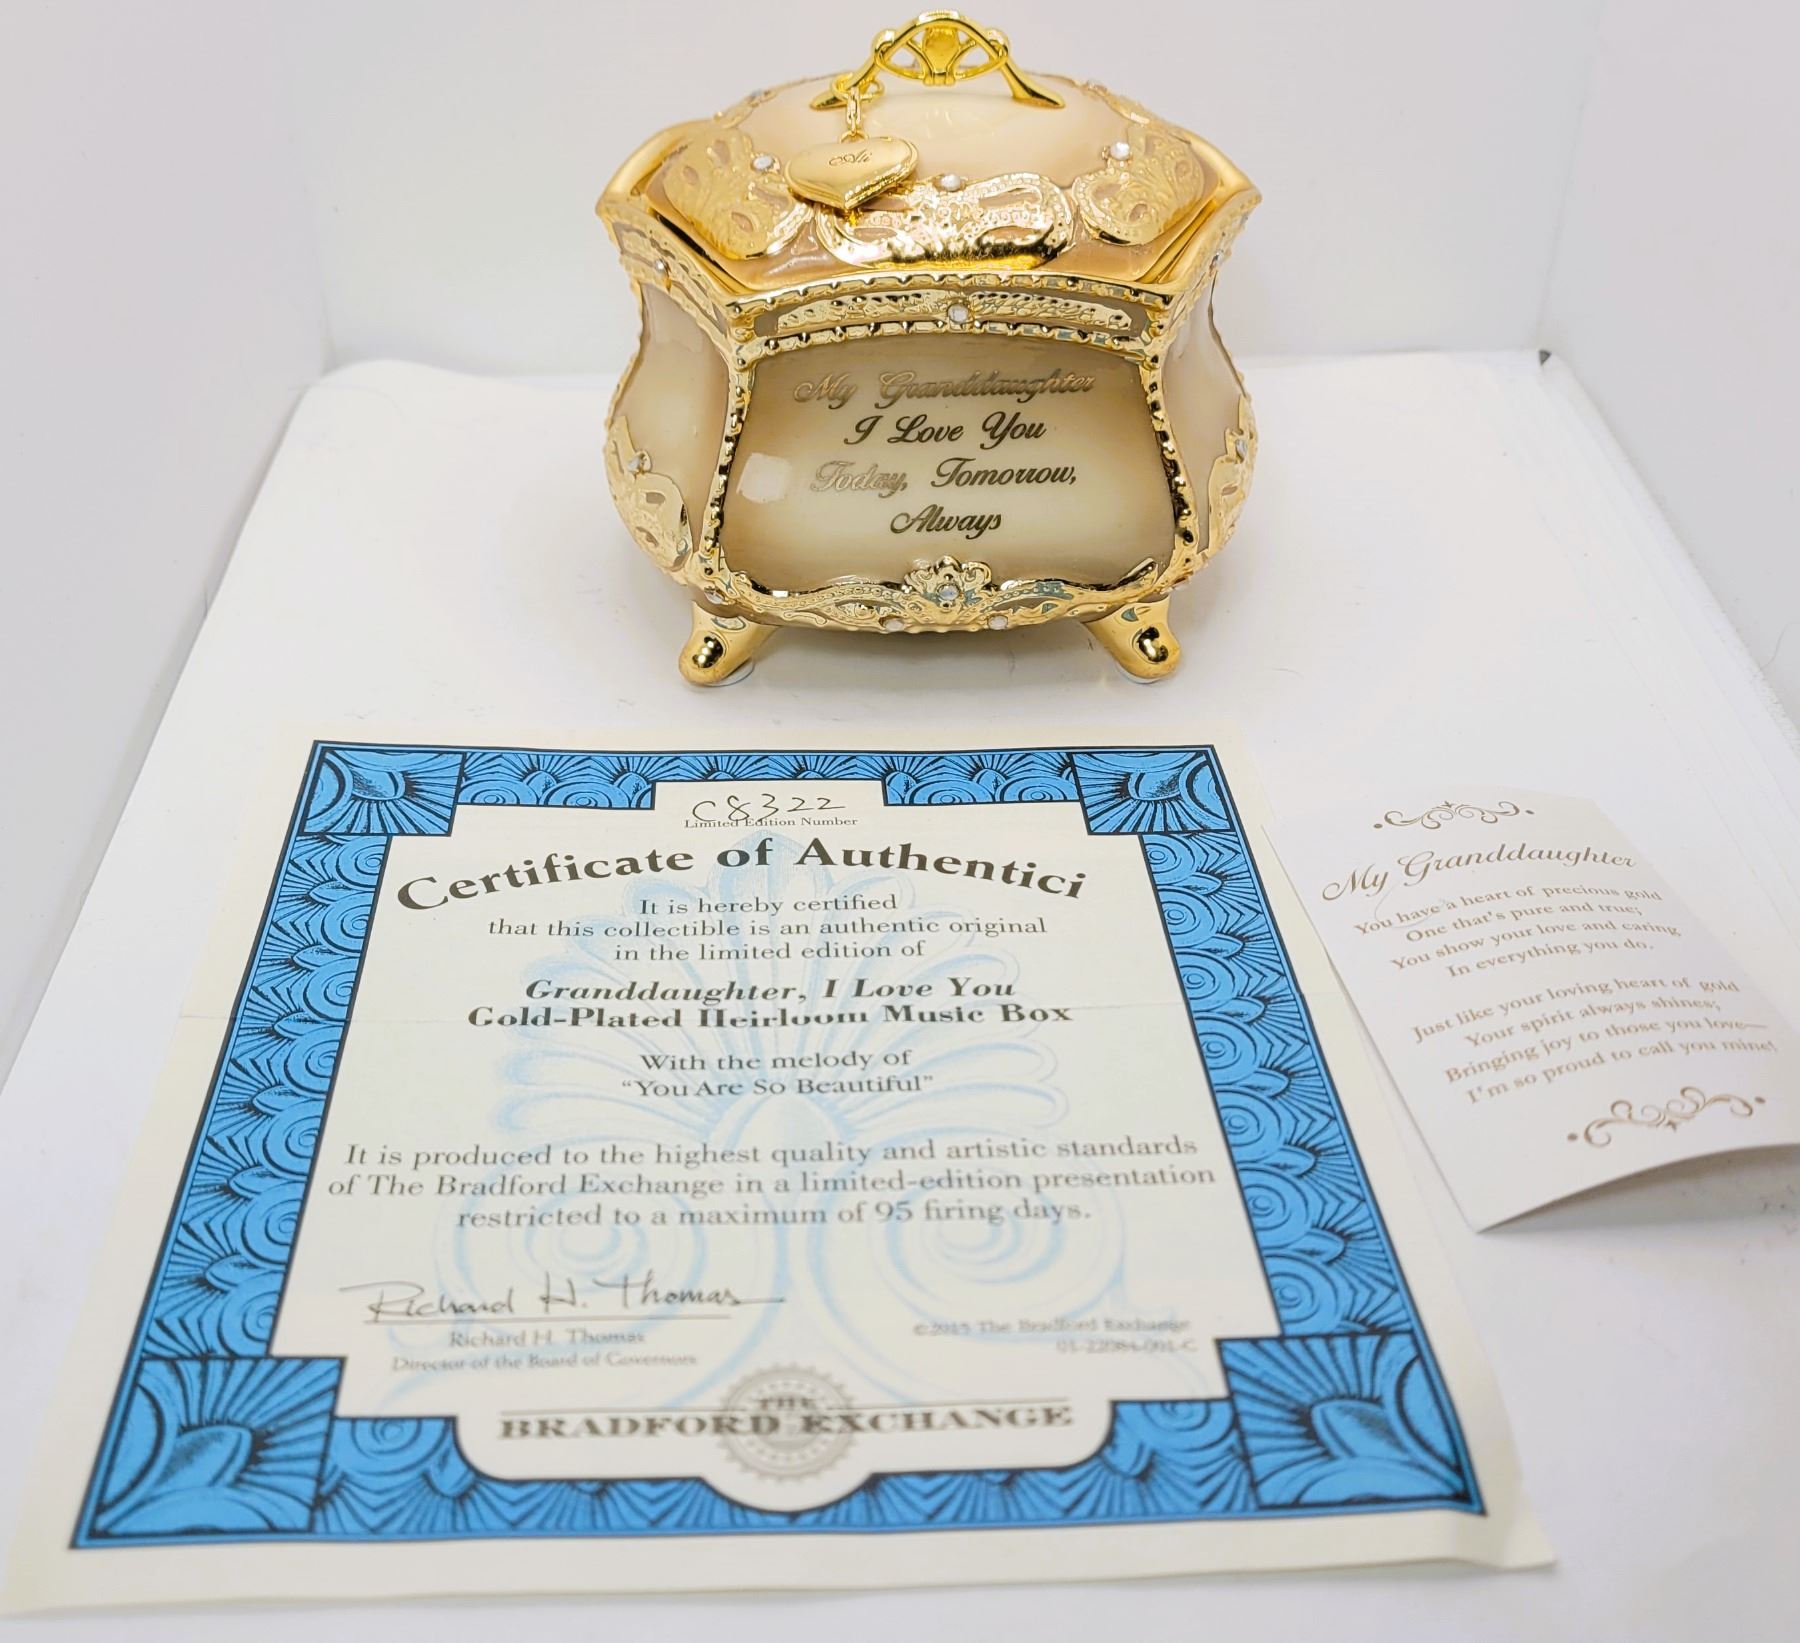 Ali
My Granddaughter
I Love You
Today, Tomorrow,
Always
C8322
Limited Edition Number
Certificate of Authentici
It is hereby certified
that this collectible is an authentic original
in the limited edition of
Granddaughter, I Love You
Gold-Plated Heirloom Music Box
With the melody of
“You Are So Beautiful”
It is produced to the highest quality and artistic standards
of The Bradford Exchange in a limited-edition presentation
restricted to a maximum of 95 firing days.
Richard H. Thomas
Richard H. Thomas
Director of the Board of Governors
©2015 The Bradford Exchange
01-22084-001-C
THE
BRADFORD EXCHANGE
My Granddaughter
You have a heart of precious gold
One that's pure and true;
You show your love and caring
In everything you do.
Just like your loving heart of gold
Your spirit always shines;
Bringing joy to those you love—
I'm so proud to call you mine!